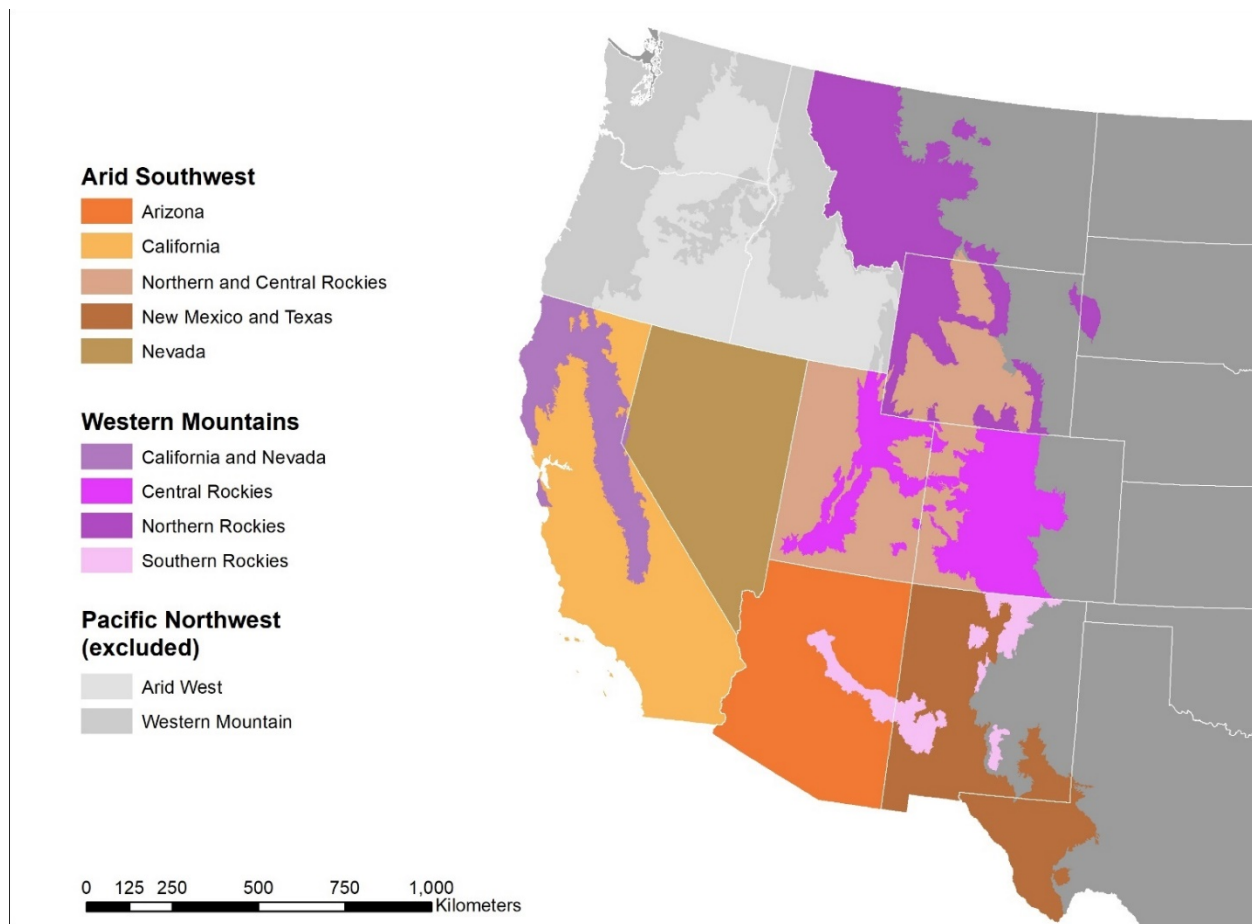 Arid Southwest
Arizona
California
Northern and Central Rockies
New Mexico and Texas
Nevada
Western Mountains
California and Nevada
Central Rockies
Northern Rockies
Southern Rockies
Pacific Northwest
(excluded)
Arid West
Western Mountain
0 125 250 500 750 1,000
Kilometers